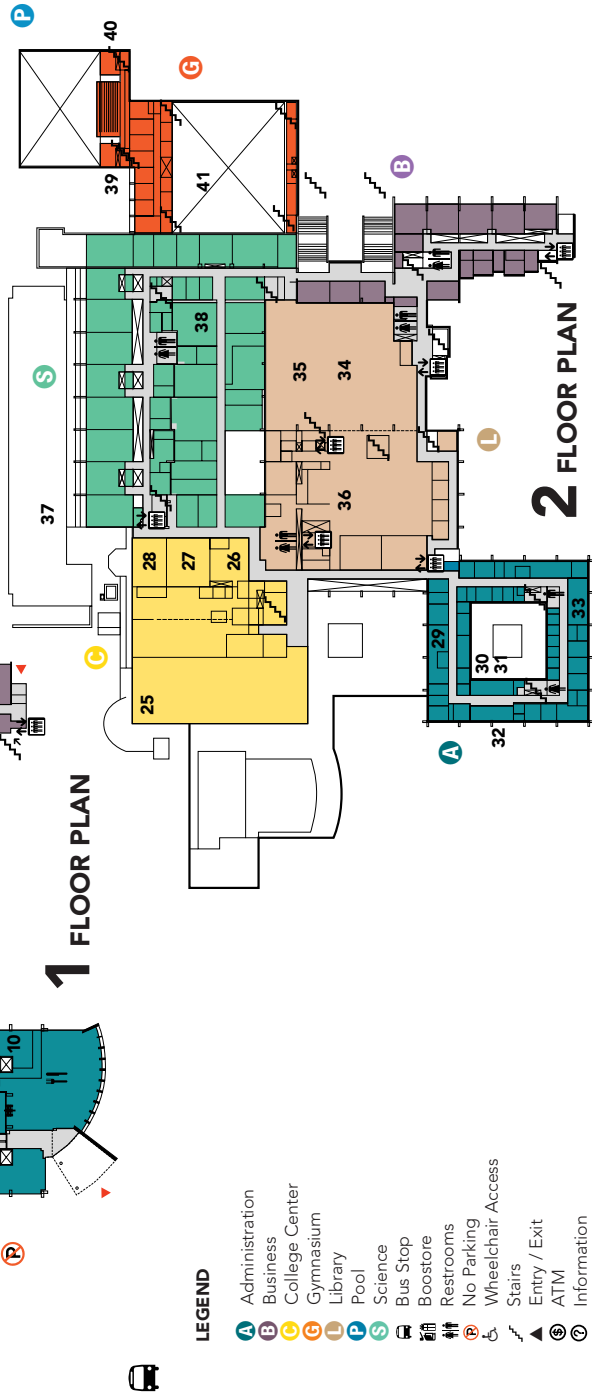 P
40
G
39
41
B
S
38
35
34
37
36
L
2 FLOOR PLAN
28
27
26
C
25
29
30
31
33
32
A
1 FLOOR PLAN
10
P
LEGEND
A Administration
B Business
C College Center
G Gymnasium
L Library
P Pool
S Science
Bus Stop
Boostore
Restrooms
P No Parking
Wheelchair Access
Stairs
Entry / Exit
$ ATM
? Information